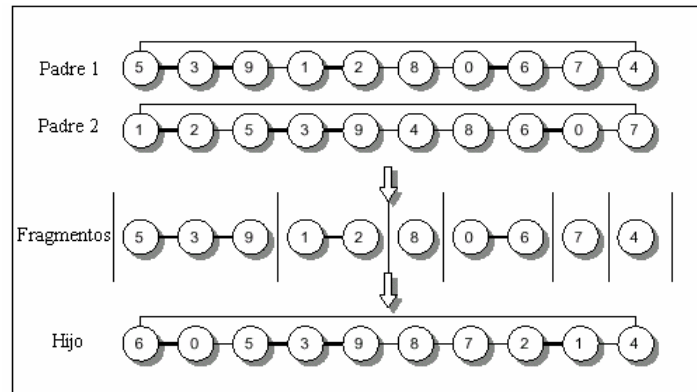 Padre 1 5 3 9 1 2 8 0 6 7 4
Padre 2 1 2 5 3 9 4 8 6 0 7
Fragmentos 5 3 9 1 2 8 0 6 7 4
Hijo 6 0 5 3 9 8 7 2 1 4